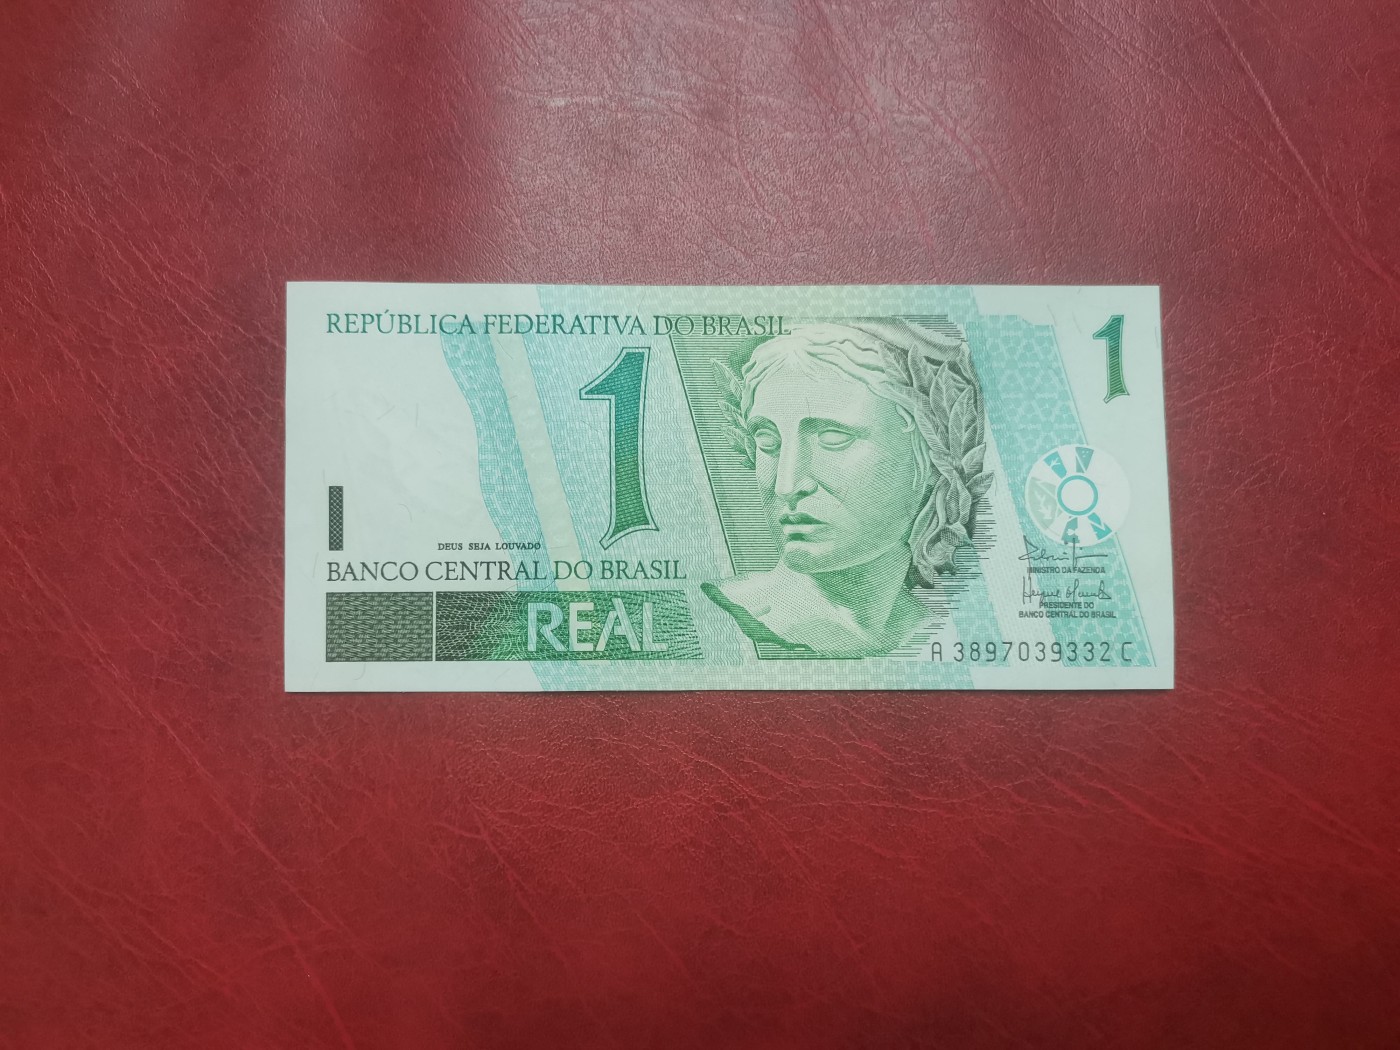 REPÚBLICA FEDERATIVA DO BRASIL
1
1
DEUS SEJA LOUVADO
BANCO CENTRAL DO BRASIL
REAL
MINISTRO DA FAZENDA
PRESIDENTE DO
BANCO CENTRAL DO BRASIL
A 3897039332 C